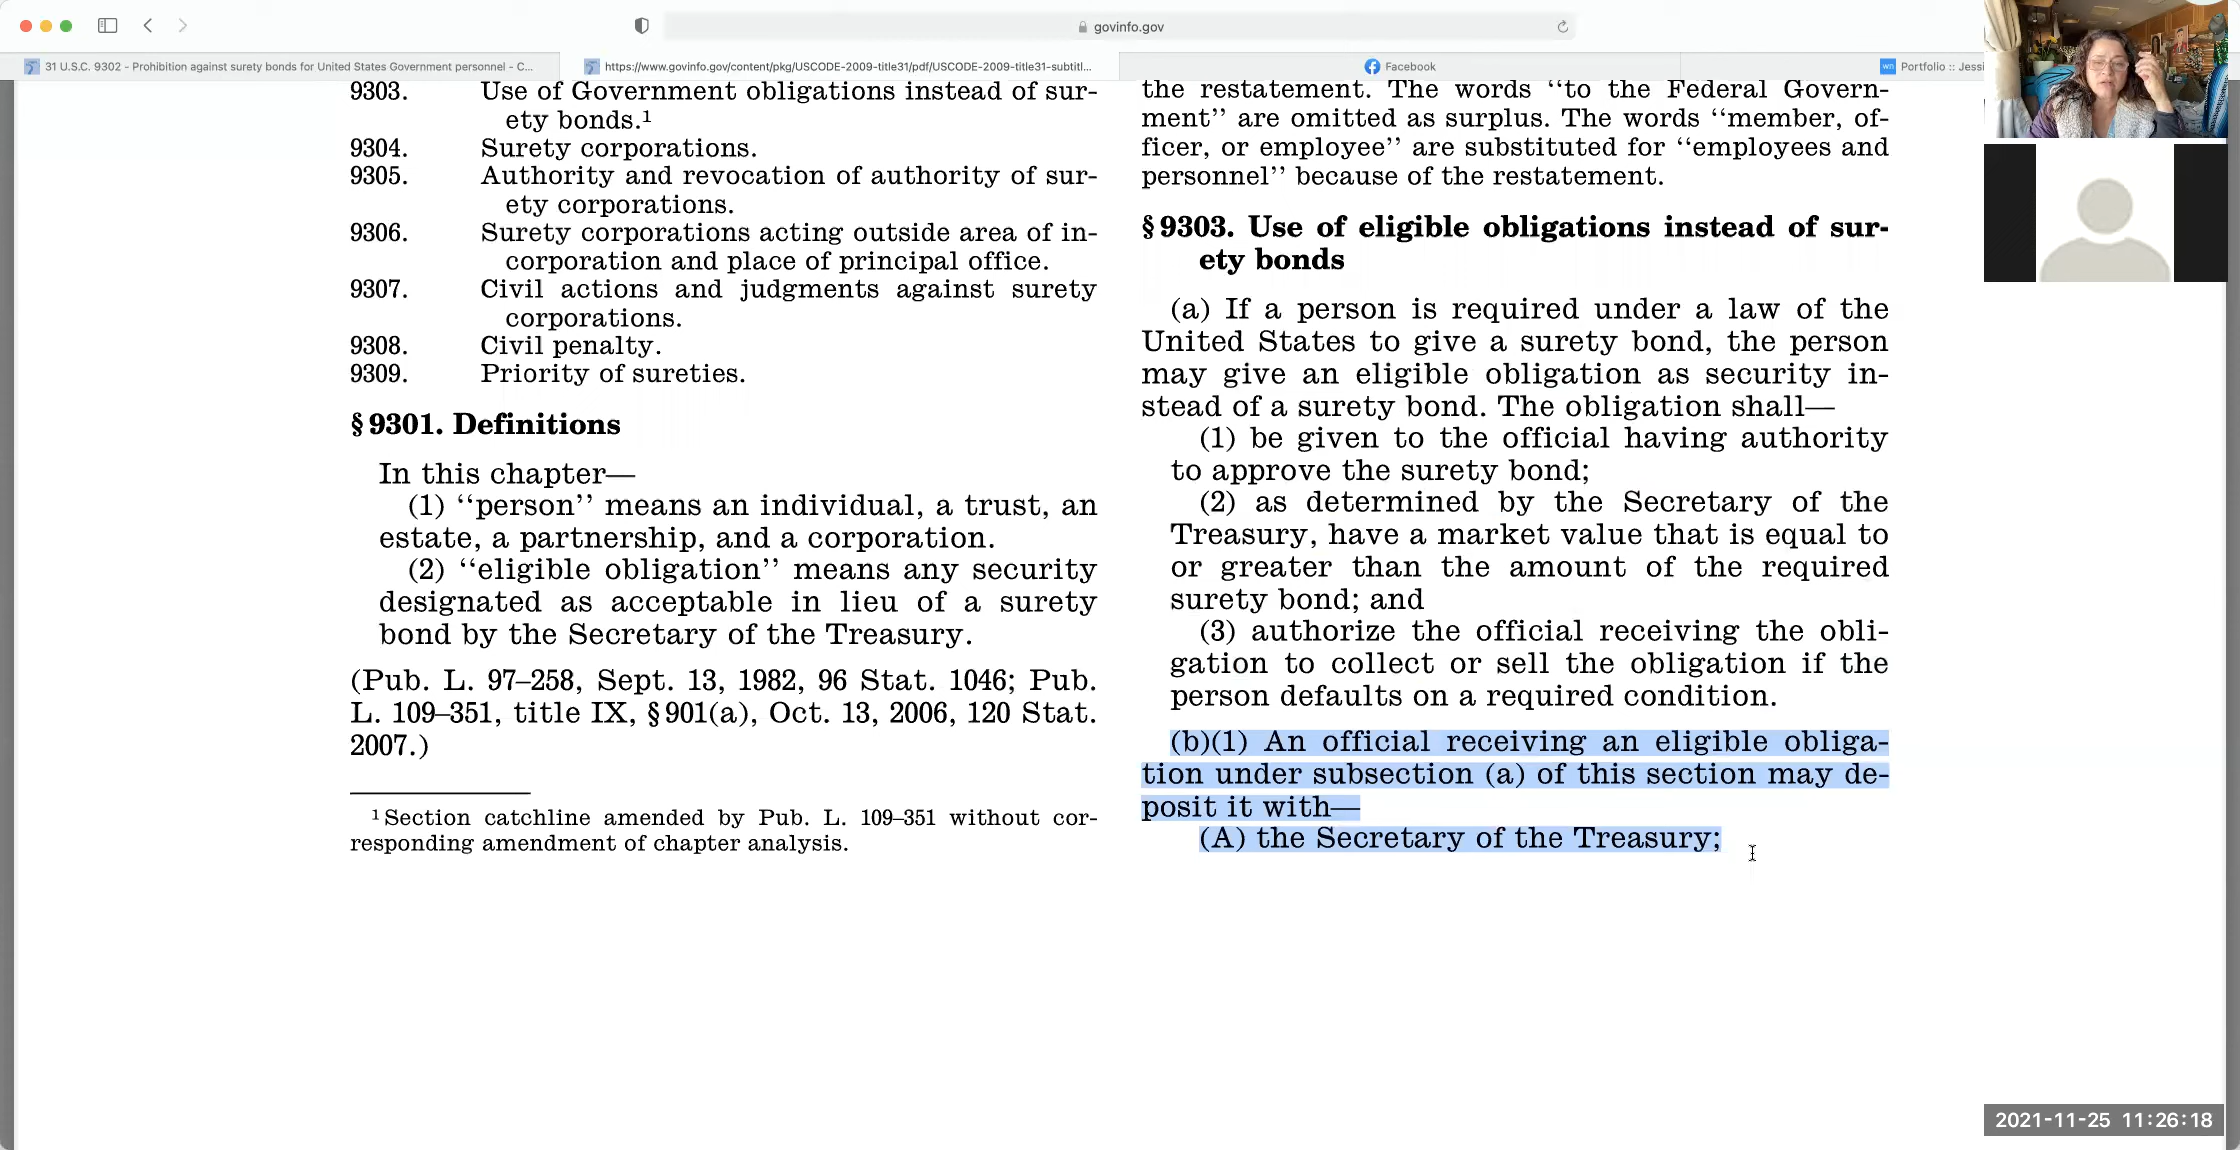 govinfo.gov
31 U.S.C. 9302 - Prohibition against surety bonds for United States Government personnel - C...
https://www.govinfo.gov/content/pkg/USCODE-2009-title31/pdf/USCODE-2009-title31-subtitl...
Facebook
wn Portfolio :: Jessi
9303. Use of Government obligations instead of sur-
ety bonds.¹
9304. Surety corporations.
9305. Authority and revocation of authority of sur-
ety corporations.
9306. Surety corporations acting outside area of in-
corporation and place of principal office.
9307. Civil actions and judgments against surety
corporations.
9308. Civil penalty.
9309. Priority of sureties.
§ 9301. Definitions
In this chapter—
(1) ‘‘person’’ means an individual, a trust, an
estate, a partnership, and a corporation.
(2) ‘‘eligible obligation’’ means any security
designated as acceptable in lieu of a surety
bond by the Secretary of the Treasury.
(Pub. L. 97–258, Sept. 13, 1982, 96 Stat. 1046; Pub.
L. 109–351, title IX, § 901(a), Oct. 13, 2006, 120 Stat.
2007.)
¹ Section catchline amended by Pub. L. 109–351 without cor-
responding amendment of chapter analysis.
the restatement. The words ‘‘to the Federal Govern-
ment’’ are omitted as surplus. The words ‘‘member, of-
ficer, or employee’’ are substituted for ‘‘employees and
personnel’’ because of the restatement.
§ 9303. Use of eligible obligations instead of sur-
ety bonds
(a) If a person is required under a law of the
United States to give a surety bond, the person
may give an eligible obligation as security in-
stead of a surety bond. The obligation shall—
(1) be given to the official having authority
to approve the surety bond;
(2) as determined by the Secretary of the
Treasury, have a market value that is equal to
or greater than the amount of the required
surety bond; and
(3) authorize the official receiving the obli-
gation to collect or sell the obligation if the
person defaults on a required condition.
(b)(1) An official receiving an eligible obliga-
tion under subsection (a) of this section may de-
posit it with—
(A) the Secretary of the Treasury;
2021-11-25 11:26:18